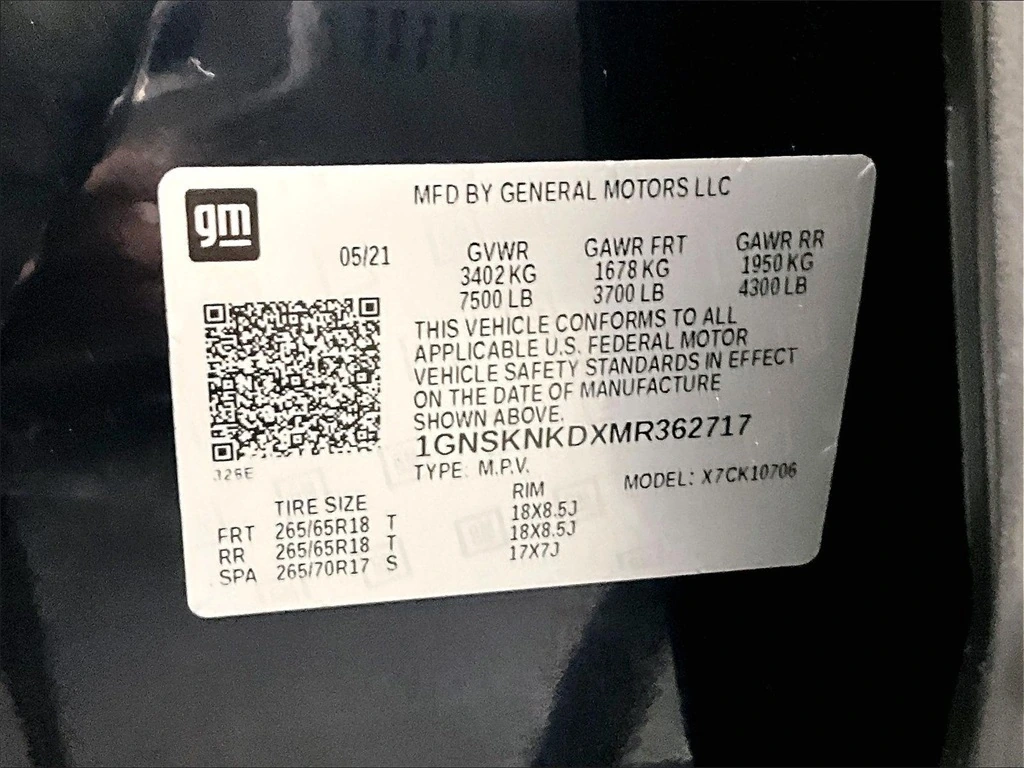 gm
MFD BY GENERAL MOTORS LLC
05/21 GVWR GAWR FRT GAWR RR
3402 KG 1678 KG 1950 KG
7500 LB 3700 LB 4300 LB
THIS VEHICLE CONFORMS TO ALL
APPLICABLE U.S. FEDERAL MOTOR
VEHICLE SAFETY STANDARDS IN EFFECT
ON THE DATE OF MANUFACTURE
SHOWN ABOVE.
1GNSKNKDXMR362717
TYPE: M.P.V. MODEL: X7CK10706
TIRE SIZE RIM
FRT 265/65R18 T 18X8.5J
RR 265/65R18 T 18X8.5J
SPA 265/70R17 S 17X7J